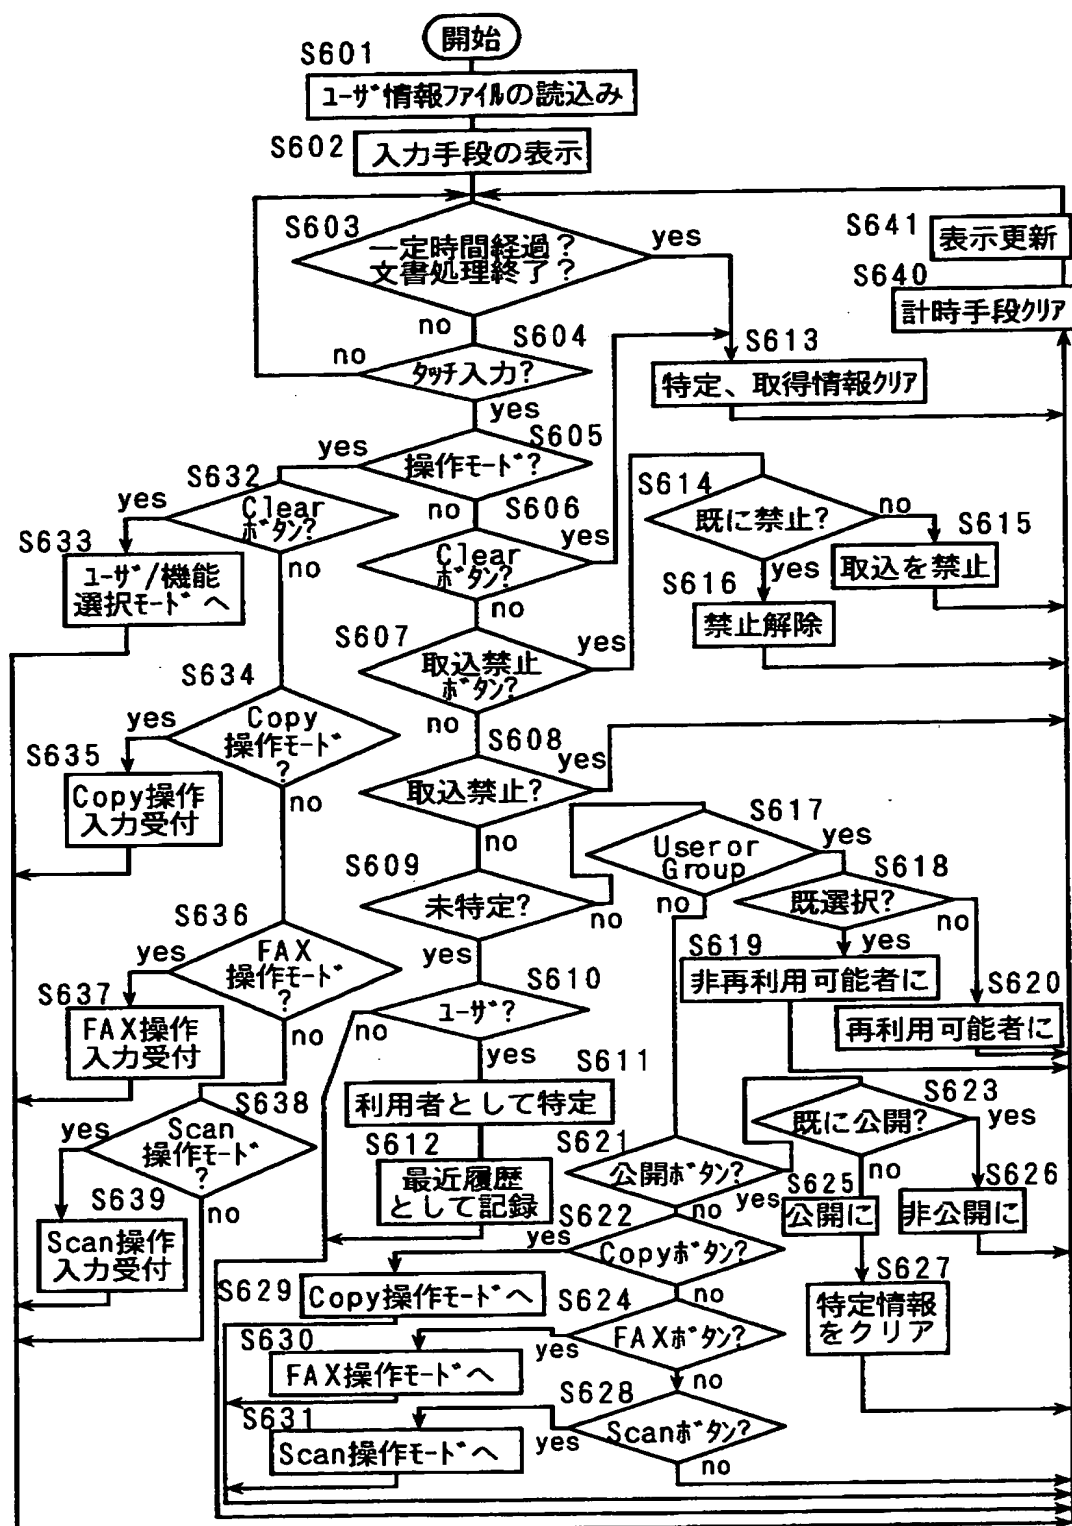 開始
S601
ユーザ情報ファイルの読込み
S602
入力手段の表示
S603
一定時間経過?
文書処理終了?
yes
no
S641
表示更新
S640
計時手段クリア
S604
タッチ入力?
no
yes
S613
特定、取得情報クリア
S605
操作モード?
yes
no
S632
Clear
ボタン?
yes
no
S633
ユーザ/機能
選択モードへ
S606
Clear
ボタン?
yes
no
S614
既に禁止?
no
yes
S615
取込を禁止
S616
禁止解除
S607
取込禁止
ボタン?
yes
no
S634
Copy
操作モード
?
yes
no
S635
Copy操作
入力受付
S608
取込禁止?
yes
no
S617
User or
Group
yes
no
S618
既選択?
no
yes
S609
未特定?
no
yes
S619
非再利用可能者に
S620
再利用可能者に
S636
FAX
操作モード
?
yes
no
S637
FAX操作
入力受付
S610
ユーザ?
no
yes
S611
利用者として特定
S612
最近履歴
として記録
S623
既に公開?
yes
no
S638
Scan
操作モード
?
yes
no
S639
Scan操作
入力受付
S621
公開ボタン?
yes
no
S625
公開に
S626
非公開に
S622
Copyボタン?
yes
no
S627
特定情報
をクリア
S629
Copy操作モードへ
S624
FAXボタン?
yes
no
S630
FAX操作モードへ
S628
Scanボタン?
yes
no
S631
Scan操作モードへ